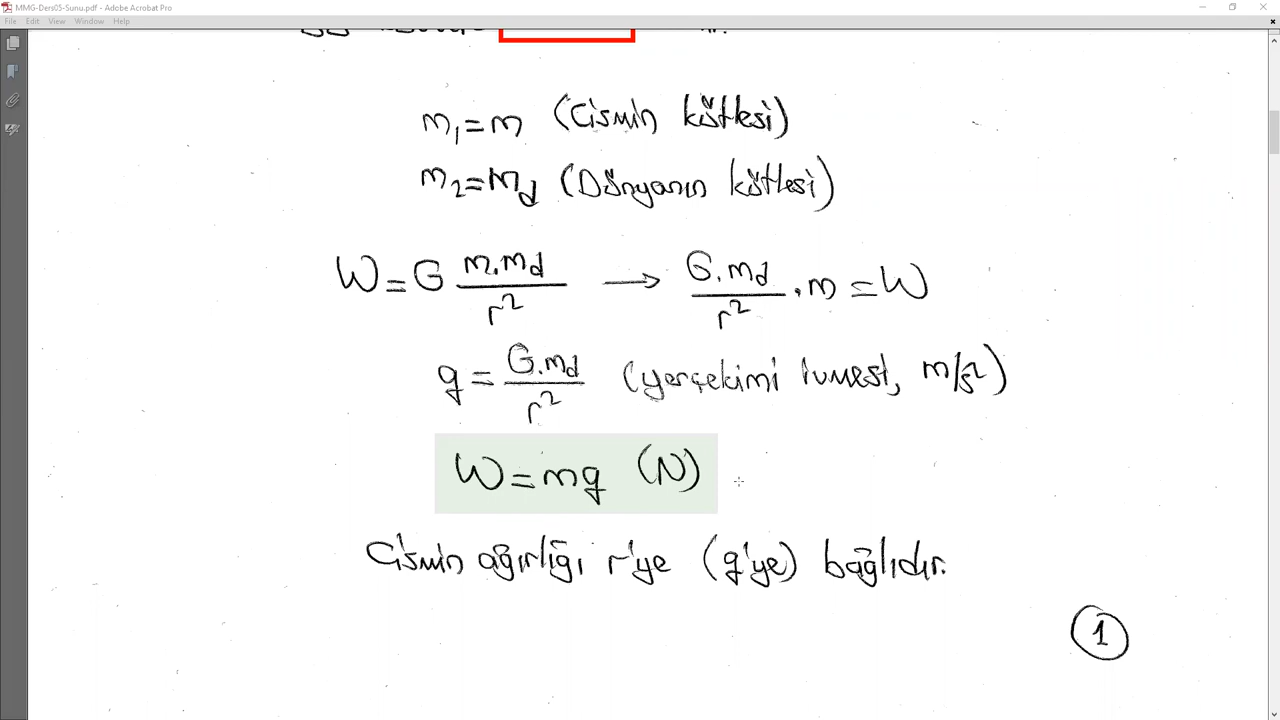 MMG-Ders05-Sunu.pdf - Adobe Acrobat Pro
File Edit View Window Help
m₁ = m (Cismin kütlesi)
m₂ = Md (Dünyanın kütlesi)
W = G m.md / r² → G.md / r² . m = W
g = G.md / r² (yerçekimi ivmesi, m/s²)
W = mg (N)
Cismin ağırlığı r'ye (g'ye) bağlıdır.
1